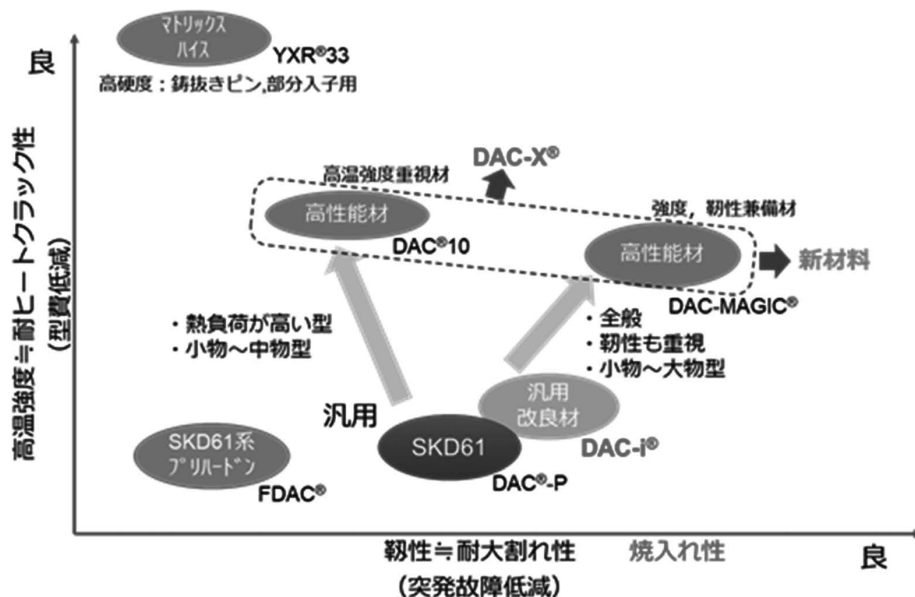 マトリックス
ハイス
YXR®33
良
高硬度：鋳抜きピン,部分入子用
高温強度≒耐ヒートクラック性
（型費低減）
DAC-X®
高温強度重視材
高性能材
DAC®10
強度，靭性兼備材
高性能材
新材料
DAC-MAGIC®
・熱負荷が高い型
・小物～中物型
・全般
・靭性も重視
・小物～大物型
汎用
汎用
改良材
DAC-i®
SKD61
DAC®-P
SKD61系
ﾌﾟﾘﾊｰﾄﾞﾝ
FDAC®
靭性≒耐大割れ性
焼入れ性
良
（突発故障低減）